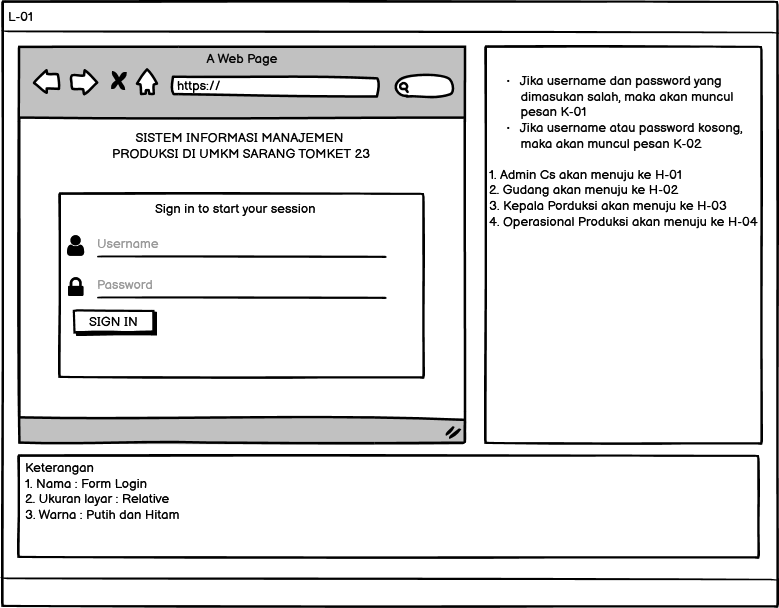 L-01
A Web Page
https://
SISTEM INFORMASI MANAJEMEN
PRODUKSI DI UMKM SARANG TOMKET 23
Sign in to start your session
Username
Password
SIGN IN
· Jika username dan password yang
dimasukan salah, maka akan muncul
pesan K-01
· Jika username atau password kosong,
maka akan muncul pesan K-02
1. Admin Cs akan menuju ke H-01
2. Gudang akan menuju ke H-02
3. Kepala Porduksi akan menuju ke H-03
4. Operasional Produksi akan menuju ke H-04
Keterangan
1. Nama : Form Login
2. Ukuran layar : Relative
3. Warna : Putih dan Hitam